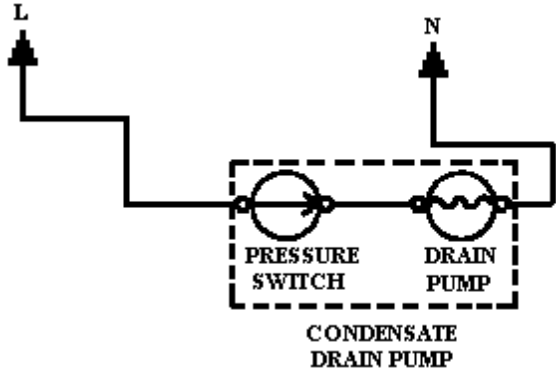 L
N
PRESSURE
SWITCH
DRAIN
PUMP
CONDENSATE
DRAIN PUMP